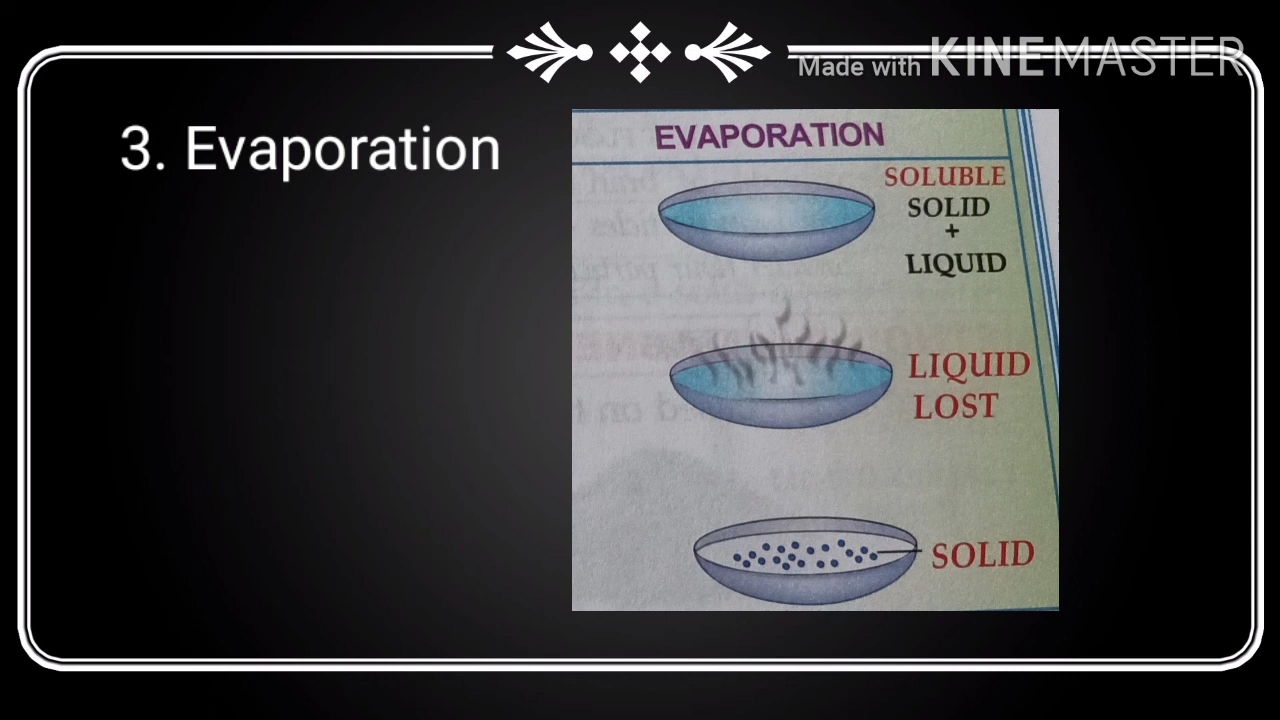 Made with KINEMASTER
3. Evaporation
EVAPORATION
SOLUBLE
SOLID
+
LIQUID
LIQUID
LOST
SOLID